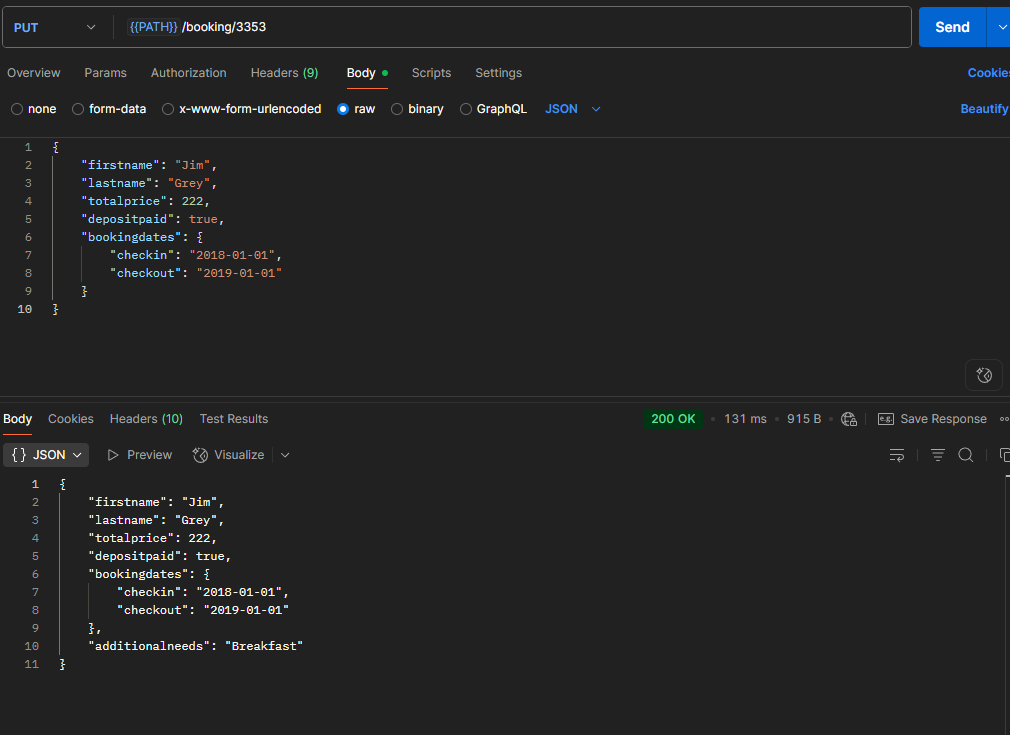 PUT {{PATH}} /booking/3353 Send
Overview Params Authorization Headers (9) Body Scripts Settings Cookies
none form-data x-www-form-urlencoded raw binary GraphQL JSON Beautify
1 {
2 "firstname": "Jim",
3 "lastname": "Grey",
4 "totalprice": 222,
5 "depositpaid": true,
6 "bookingdates": {
7 "checkin": "2018-01-01",
8 "checkout": "2019-01-01"
9 }
10 }
Body Cookies Headers (10) Test Results 200 OK • 131 ms • 915 B • e.g. Save Response
{} JSON Preview Visualize
1 {
2 "firstname": "Jim",
3 "lastname": "Grey",
4 "totalprice": 222,
5 "depositpaid": true,
6 "bookingdates": {
7 "checkin": "2018-01-01",
8 "checkout": "2019-01-01"
9 },
10 "additionalneeds": "Breakfast"
11 }